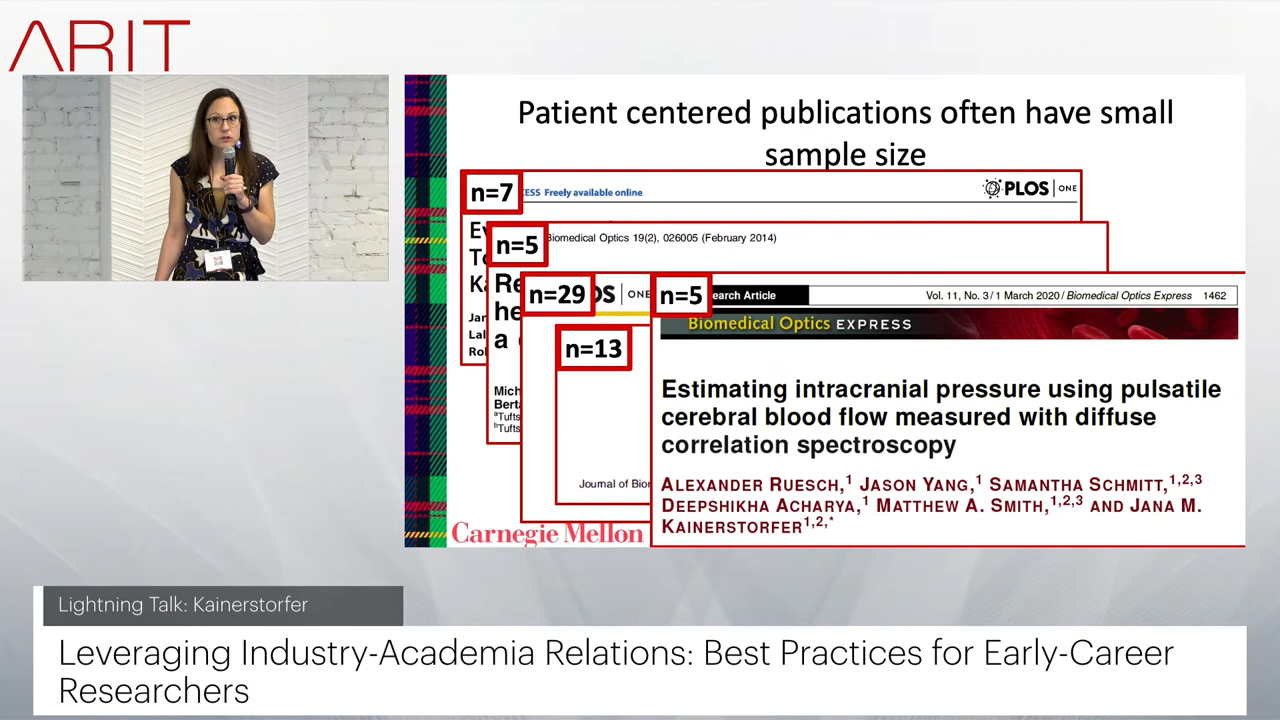 ARIT
Patient centered publications often have small
sample size
n=7
CESS Freely available online
PLOS ONE
n=5
Biomedical Optics 19(2), 026005 (February 2014)
n=29
ONE
n=13
Journal of
n=5
earch Article
Vol. 11, No. 3 / 1 March 2020 / Biomedical Optics Express 1462
Biomedical Optics EXPRESS
Estimating intracranial pressure using pulsatile
cerebral blood flow measured with diffuse
correlation spectroscopy
ALEXANDER RUESCH,1 JASON YANG,1 SAMANTHA SCHMITT,1,2,3
DEEPSHIKHA ACHARYA,1 MATTHEW A. SMITH,1,2,3 AND JANA M.
KAINERSTORFER1,2,*
Carnegie Mellon
Lightning Talk: Kainerstorfer
Leveraging Industry-Academia Relations: Best Practices for Early-Career
Researchers